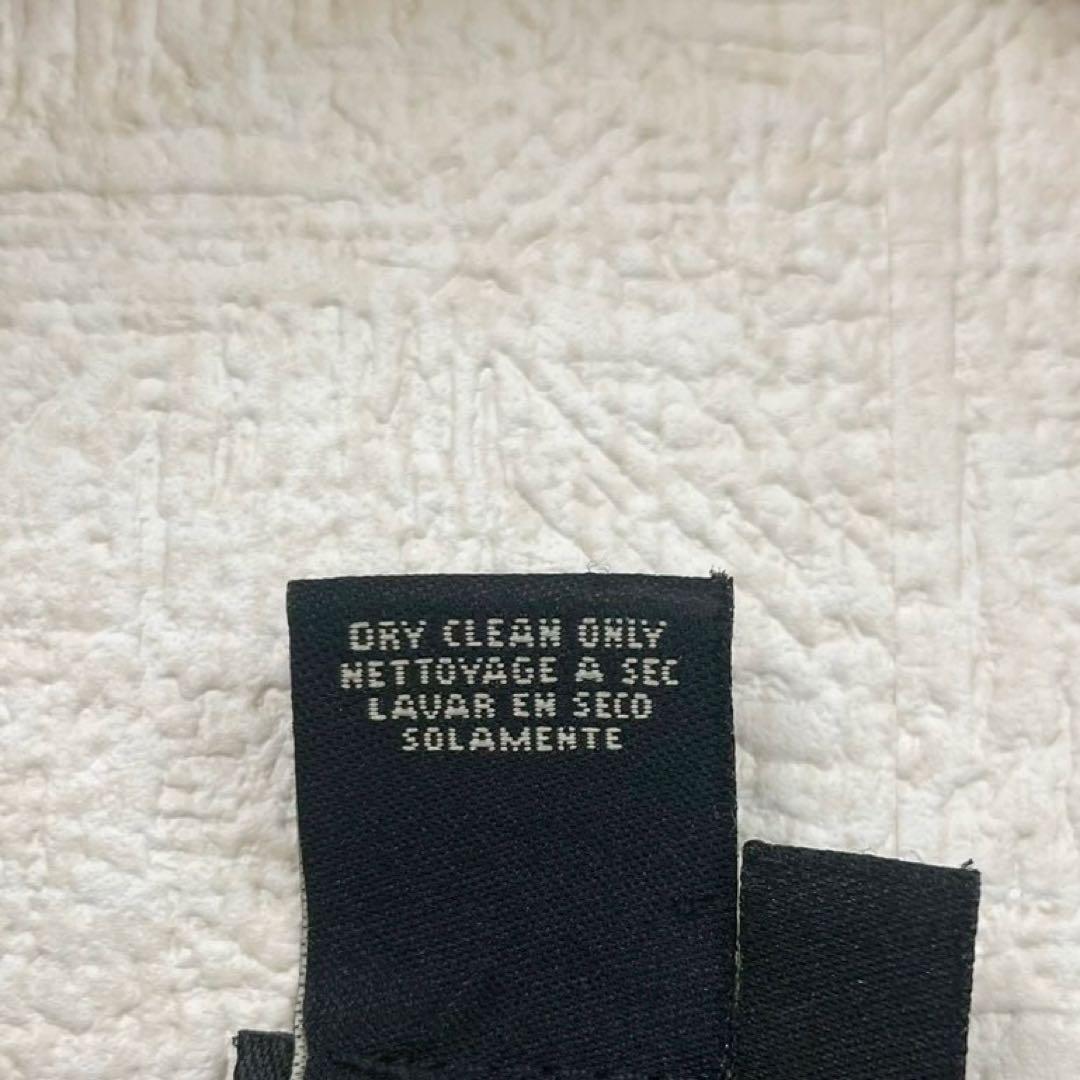 DRY CLEAN ONLY
NETTOYAGE A SEC
LAVAR EN SECO
SOLAMENTE